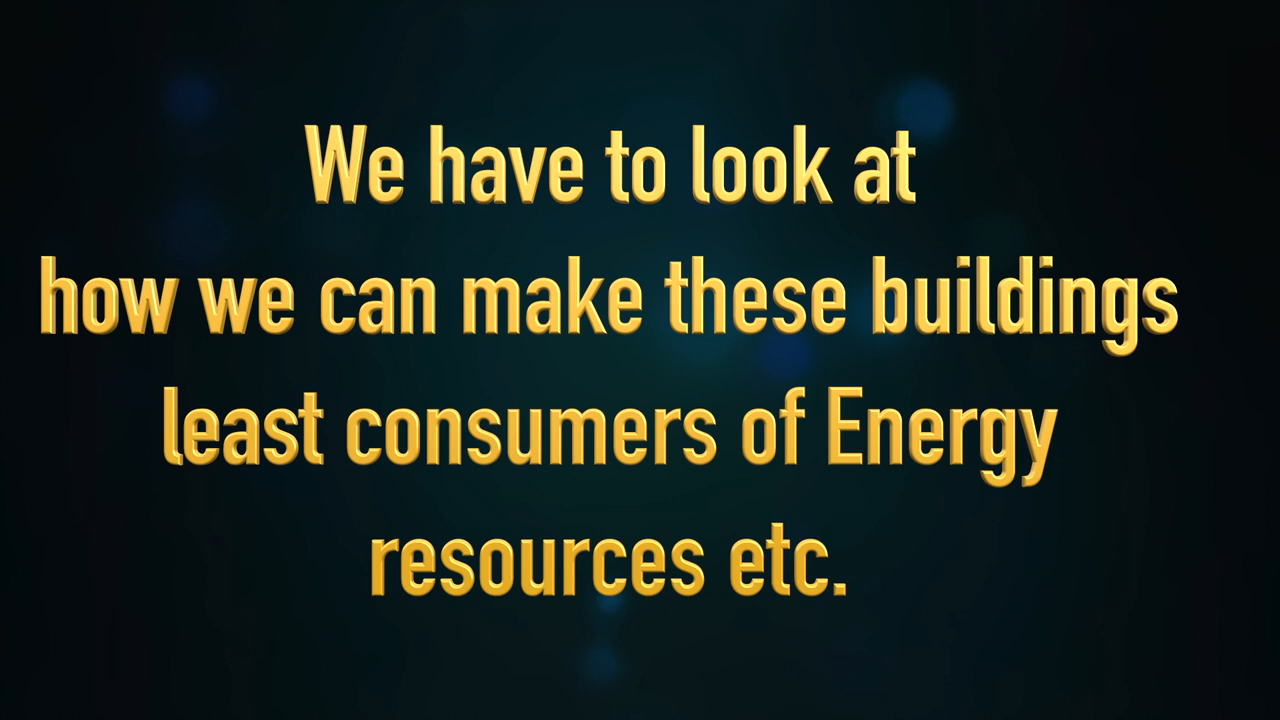 We have to look at
how we can make these buildings
least consumers of Energy
resources etc.